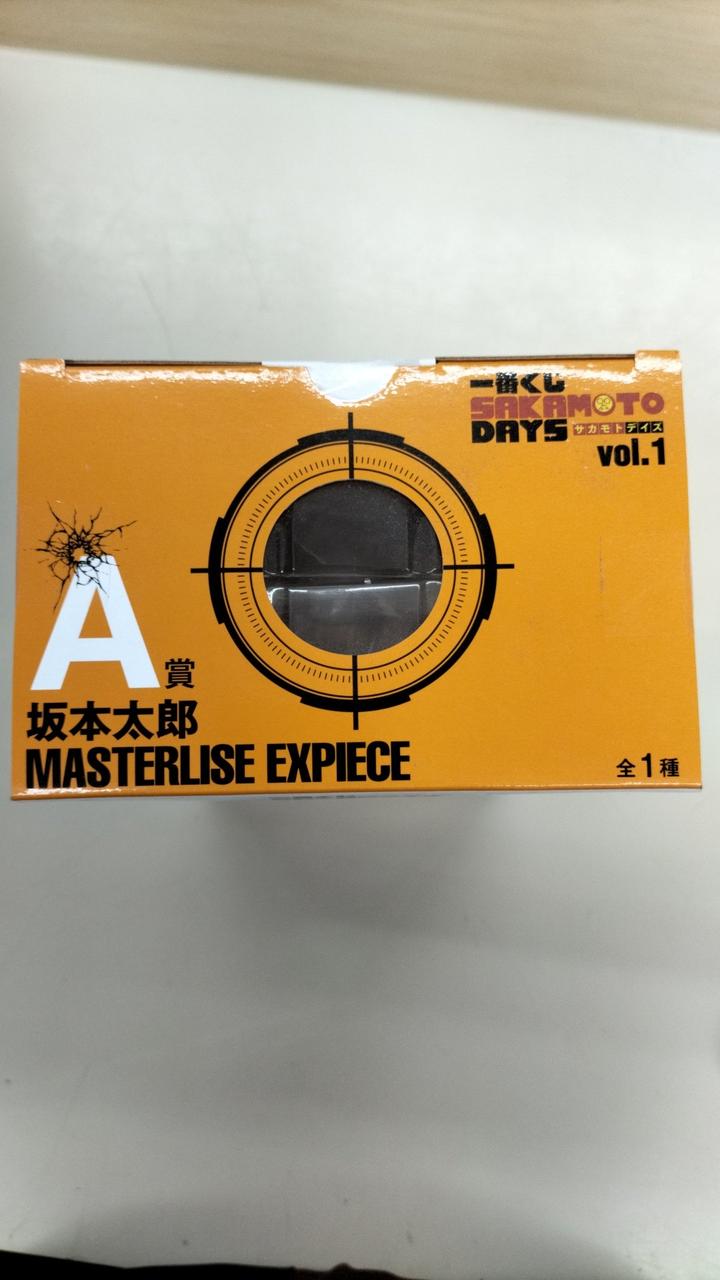 一番くじ
SAKAMOTO
DAYS サカモトデイズ
vol.1
A賞
坂本太郎
MASTERLISE EXPIECE
全1種